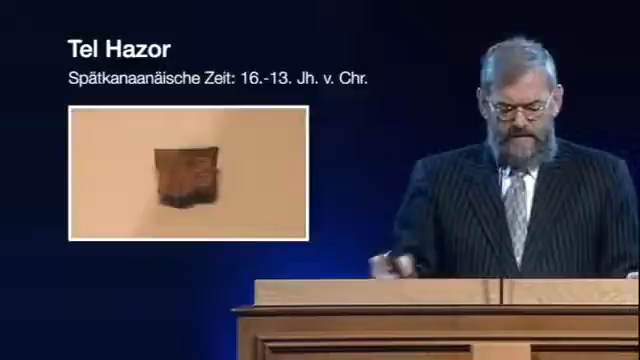 Tel Hazor
Spätkanaanäische Zeit: 16.-13. Jh. v. Chr.